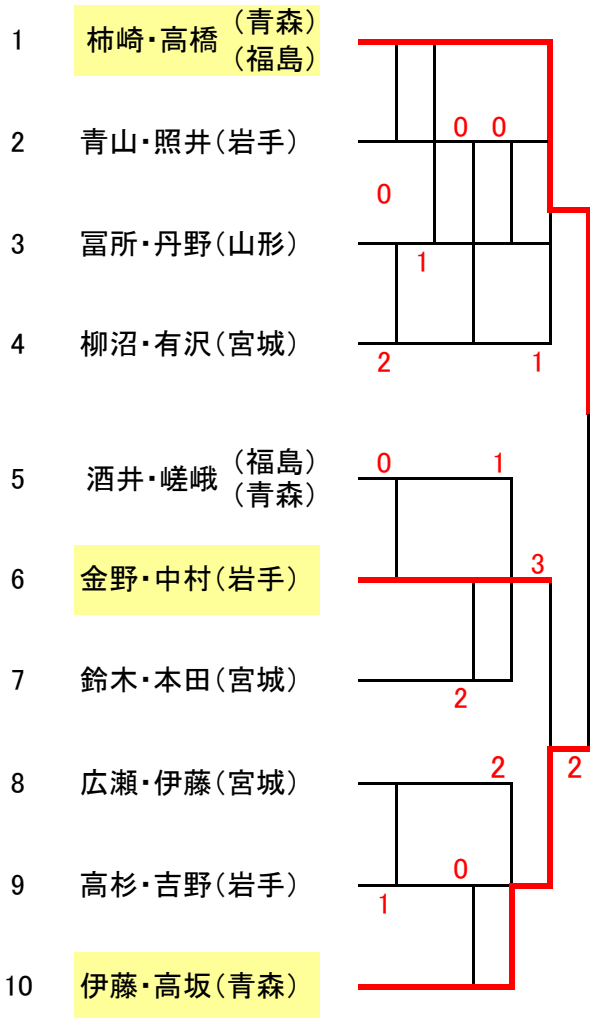 1 柿崎・高橋 (青森)
(福島)
0 0
2 青山・照井(岩手)
0
3 冨所・丹野(山形)
1
4 柳沼・有沢(宮城)
2 1
5 酒井・嵯峨 (福島)
(青森)
0 1
6 金野・中村(岩手)
3
7 鈴木・本田(宮城)
2
2 2
8 広瀬・伊藤(宮城)
0
9 高杉・吉野(岩手)
1
10 伊藤・高坂(青森)